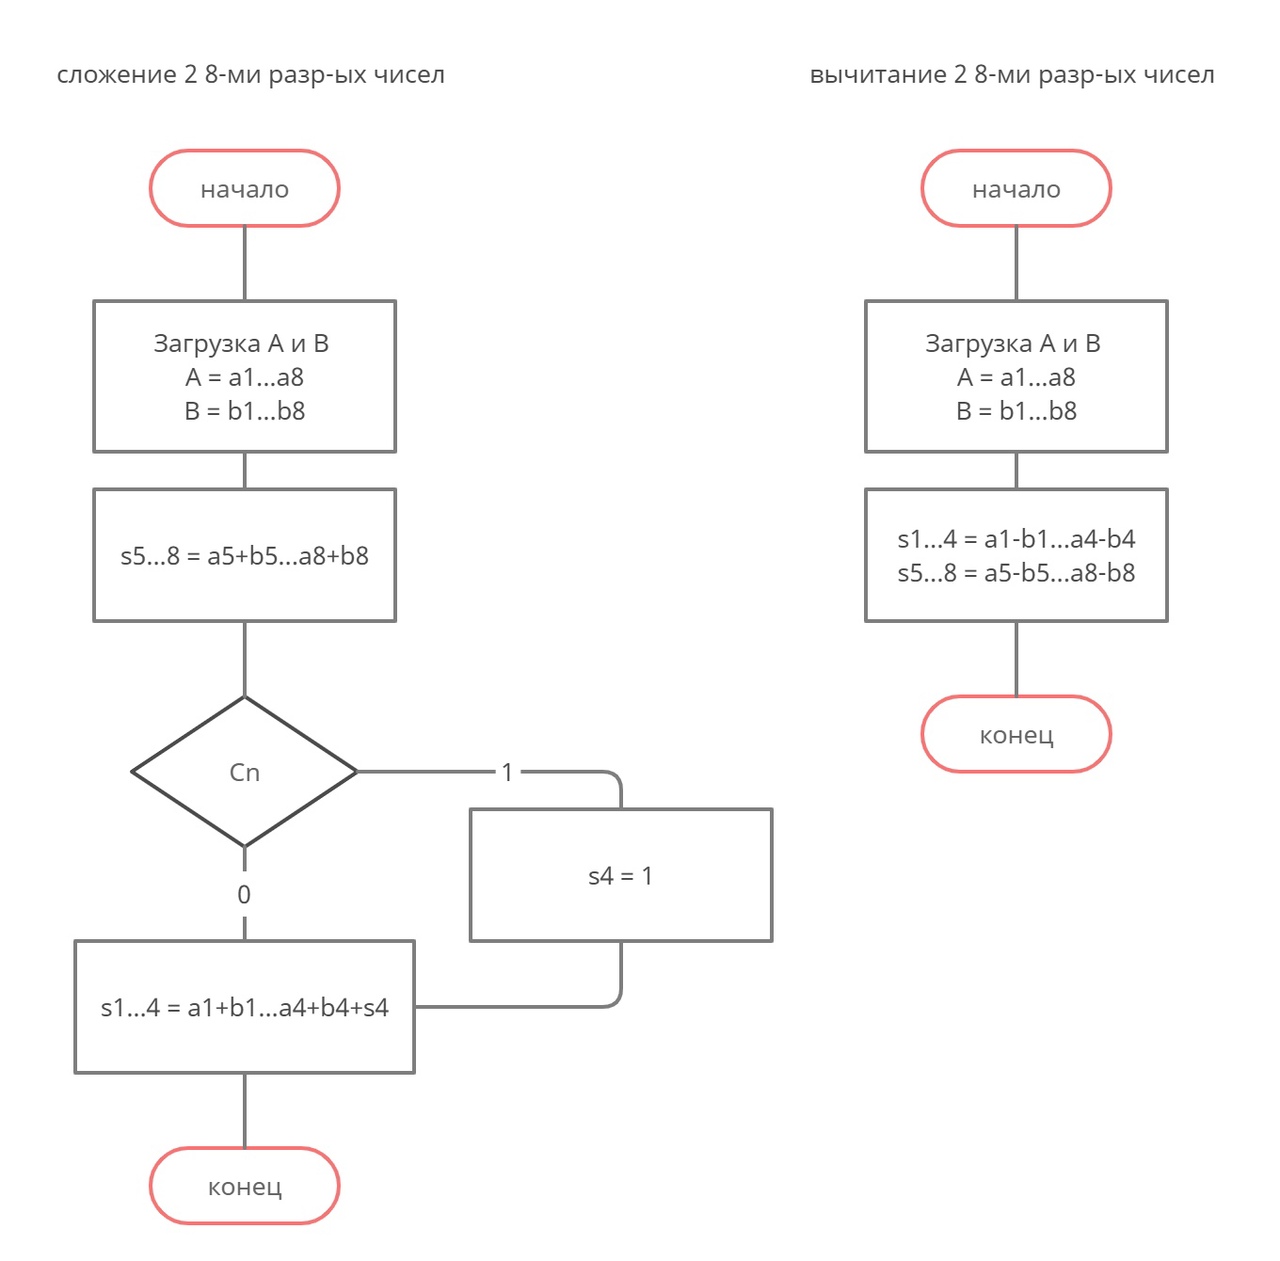 сложение 2 8-ми разр-ых чисел
начало
Загрузка А и В
A = a1...a8
B = b1...b8
s5...8 = a5+b5...a8+b8
Cn
1
s4 = 1
0
s1...4 = a1+b1...a4+b4+s4
конец
вычитание 2 8-ми разр-ых чисел
начало
Загрузка А и В
A = a1...a8
B = b1...b8
s1...4 = a1-b1...a4-b4
s5...8 = a5-b5...a8-b8
конец